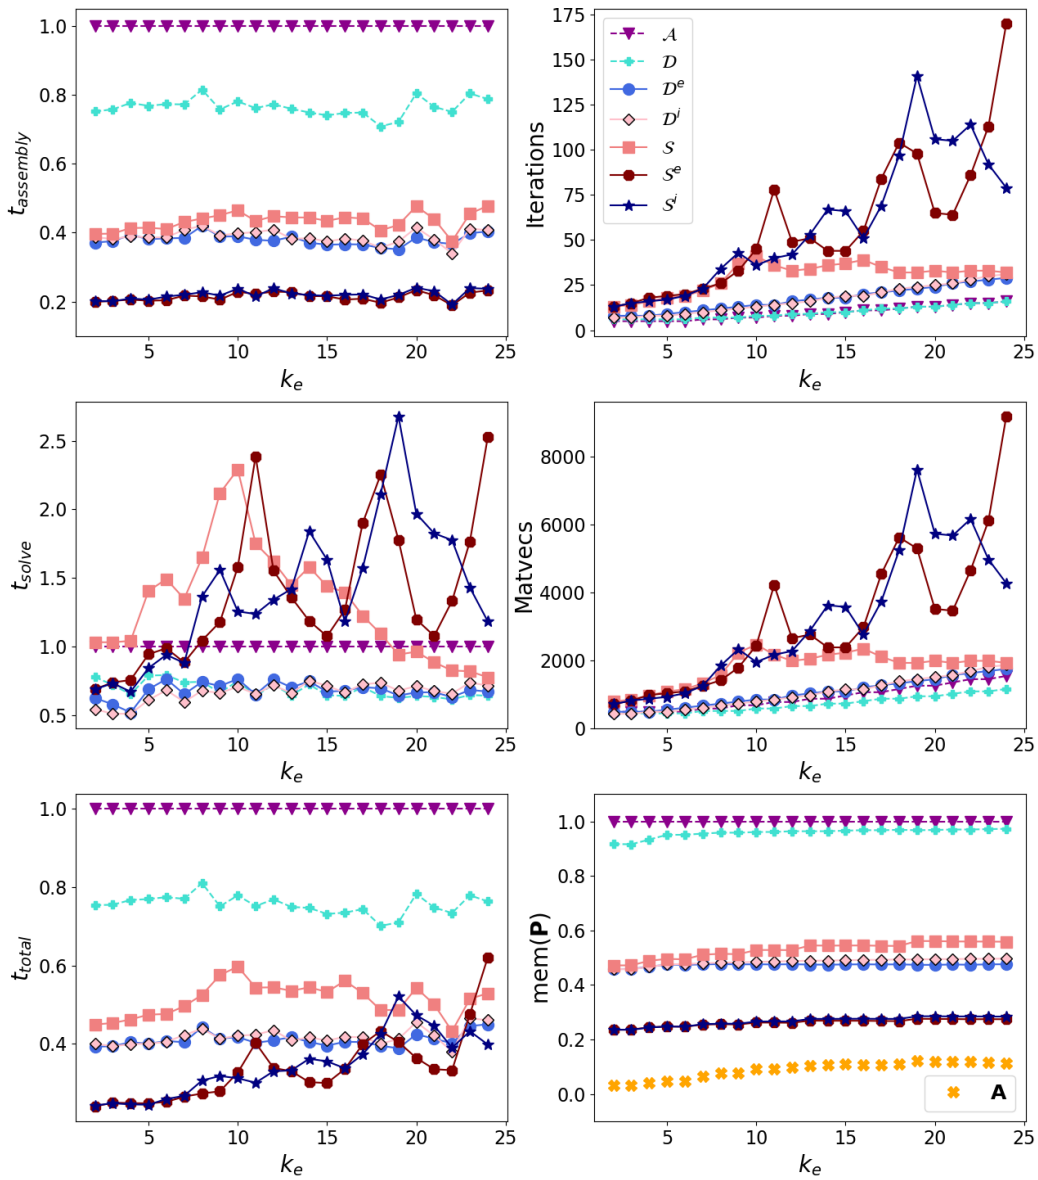 1.0
0.8
0.6
0.4
0.2
t_assembly
5 10 15 20 25
k_e
175
150
125
100
75
50
25
0
Iterations
𝒜
𝒟
𝒟^e
𝒟^i
𝒮
𝒮^e
𝒮^i
5 10 15 20 25
k_e
2.5
2.0
1.5
1.0
0.5
t_solve
5 10 15 20 25
k_e
8000
6000
4000
2000
0
Matvecs
5 10 15 20 25
k_e
1.0
0.8
0.6
0.4
t_total
5 10 15 20 25
k_e
1.0
0.8
0.6
0.4
0.2
0.0
mem(P)
A
5 10 15 20 25
k_e